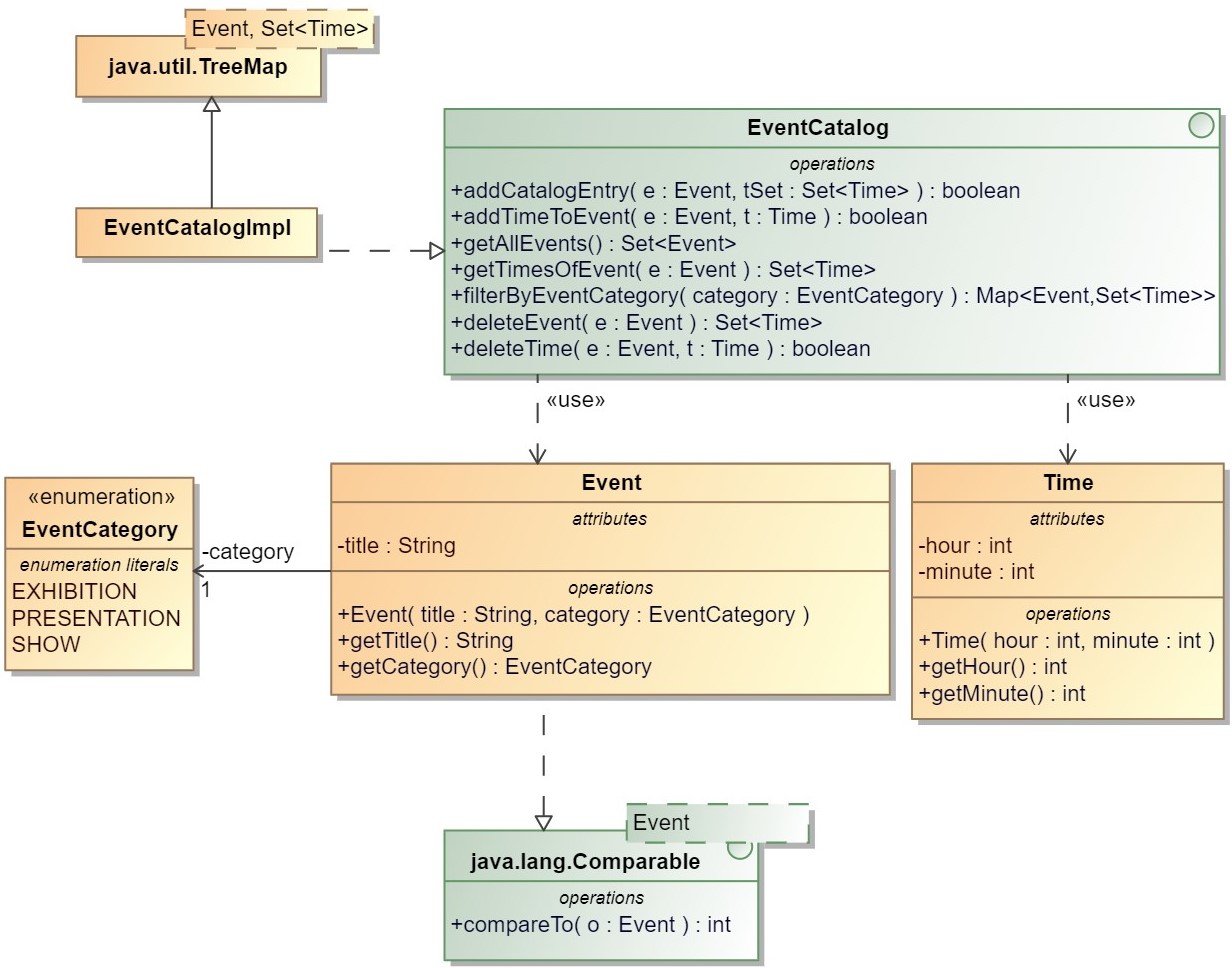 Event, Set<Time>
java.util.TreeMap
EventCatalogImpl
EventCatalog
operations
+addCatalogEntry( e : Event, tSet : Set<Time> ) : boolean
+addTimeToEvent( e : Event, t : Time ) : boolean
+getAllEvents() : Set<Event>
+getTimesOfEvent( e : Event ) : Set<Time>
+filterByEventCategory( category : EventCategory ) : Map<Event,Set<Time>>
+deleteEvent( e : Event ) : Set<Time>
+deleteTime( e : Event, t : Time ) : boolean
«use»
«use»
«enumeration»
EventCategory
enumeration literals
EXHIBITION
PRESENTATION
SHOW
-category
1
Event
attributes
-title : String
operations
+Event( title : String, category : EventCategory )
+getTitle() : String
+getCategory() : EventCategory
Time
attributes
-hour : int
-minute : int
operations
+Time( hour : int, minute : int )
+getHour() : int
+getMinute() : int
Event
java.lang.Comparable
operations
+compareTo( o : Event ) : int